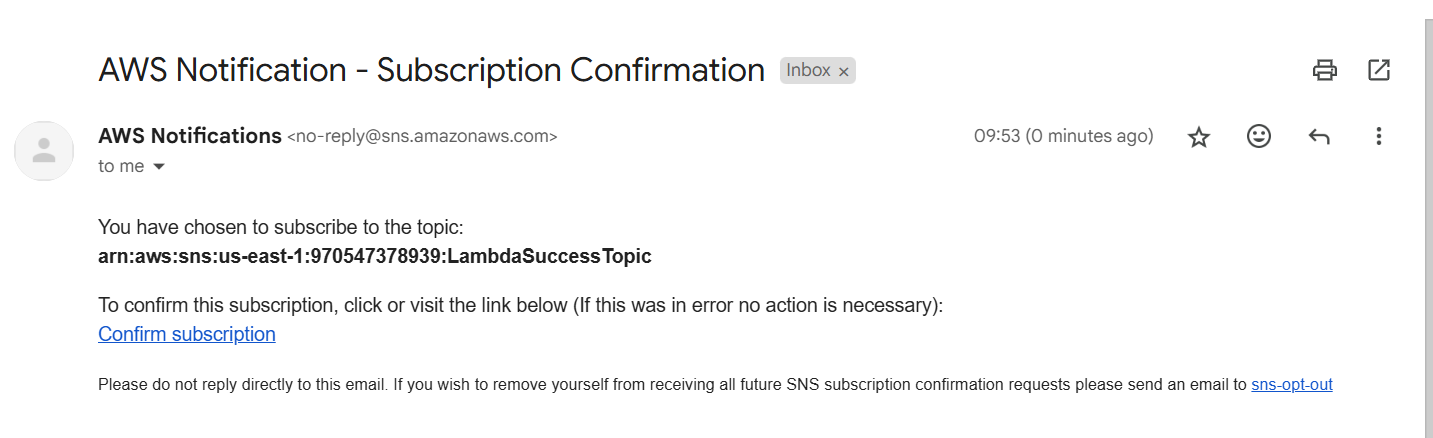 AWS Notification - Subscription Confirmation Inbox ×
AWS Notifications <no-reply@sns.amazonaws.com> 09:53 (0 minutes ago)
to me
You have chosen to subscribe to the topic:
arn:aws:sns:us-east-1:970547378939:LambdaSuccessTopic
To confirm this subscription, click or visit the link below (If this was in error no action is necessary):
Confirm subscription
Please do not reply directly to this email. If you wish to remove yourself from receiving all future SNS subscription confirmation requests please send an email to sns-opt-out